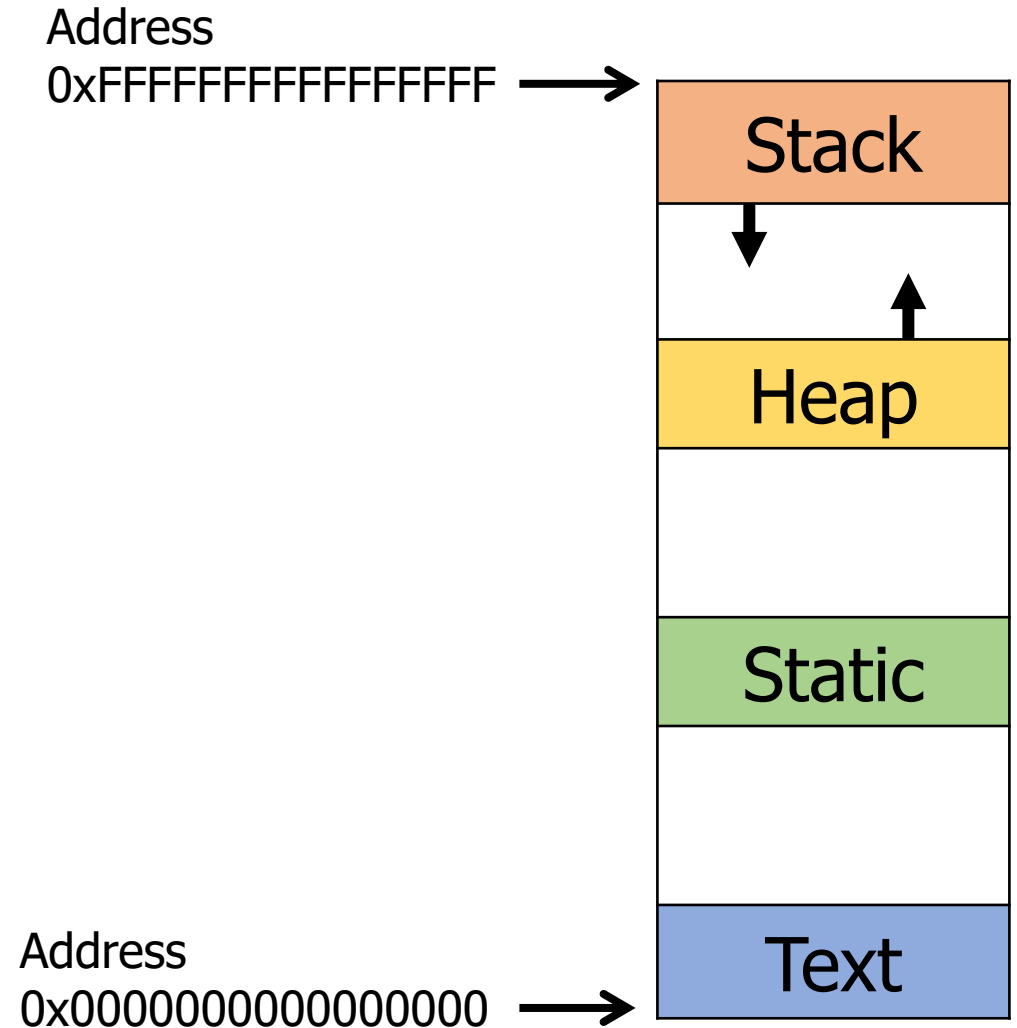 Address
0xFFFFFFFFFFFFFFFF
Stack
Heap
Static
Text
Address
0x0000000000000000